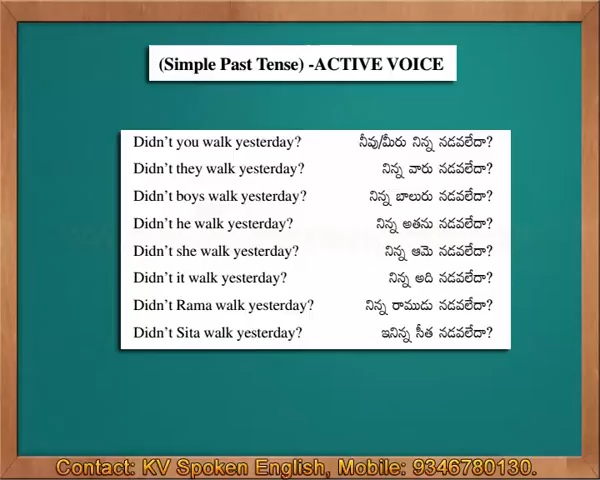 (Simple Past Tense) -ACTIVE VOICE
Didn't you walk yesterday? నీవు/మీరు నిన్న నడవలేదా?
Didn't they walk yesterday? నిన్న వారు నడవలేదా?
Didn't boys walk yesterday? నిన్న బాలురు నడవలేదా?
Didn't he walk yesterday? నిన్న అతను నడవలేదా?
Didn't she walk yesterday? నిన్న ఆమె నడవలేదా?
Didn't it walk yesterday? నిన్న అది నడవలేదా?
Didn't Rama walk yesterday? నిన్న రాముడు నడవలేదా?
Didn't Sita walk yesterday? ఇనిన్న సీత నడవలేదా?
Contact: KV Spoken English, Mobile: 9346780130.